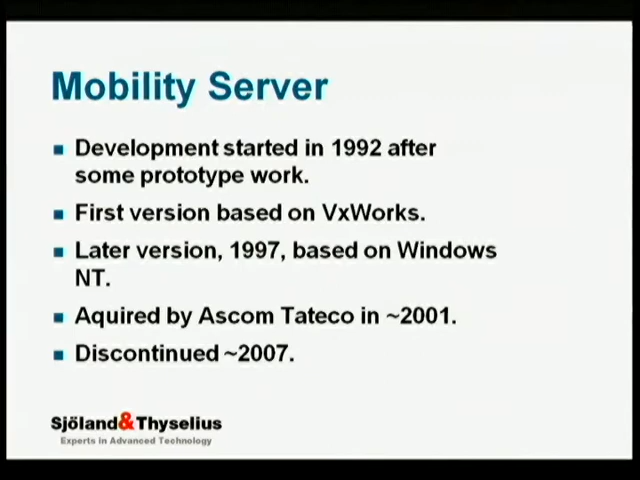 Mobility Server
Development started in 1992 after
some prototype work.
First version based on VxWorks.
Later version, 1997, based on Windows
NT.
Aquired by Ascom Tateco in ~2001.
Discontinued ~2007.
Sjöland&Thyselius
Experts in Advanced Technology